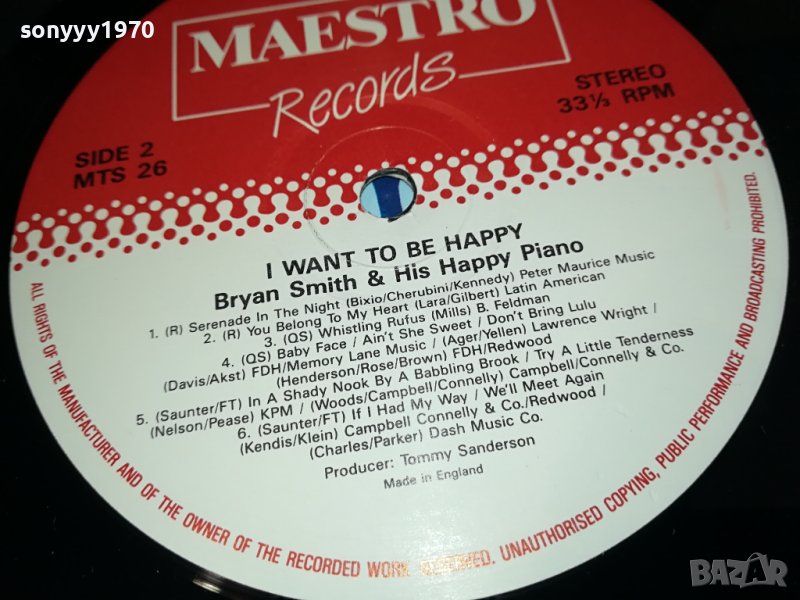 sonyyy1970
MAESTRO
Records
SIDE 2
MTS 26
STEREO
33⅓ RPM
I WANT TO BE HAPPY
Bryan Smith & His Happy Piano
1. (R) Serenade In The Night (Bixio/Cherubini/Kennedy) Peter Maurice Music
2. (R) You Belong To My Heart (Lara/Gilbert) Latin American
3. (QS) Whistling Rufus (Mills) B. Feldman
4. (QS) Baby Face / Ain't She Sweet / Don't Bring Lulu
(Davis/Akst) FDH/Memory Lane Music / (Ager/Yellen) Lawrence Wright /
(Henderson/Rose/Brown) FDH/Redwood
5. (Saunter/FT) In A Shady Nook By A Babbling Brook / Try A Little Tenderness
(Nelson/Pease) KPM / (Woods/Campbell/Connelly) Campbell/Connelly & Co.
6. (Saunter/FT) If I Had My Way / We'll Meet Again
(Kendis/Klein) Campbell Connelly & Co./Redwood /
(Charles/Parker) Dash Music Co.
Producer: Tommy Sanderson
Made in England
ALL RIGHTS OF THE MANUFACTURER AND OF THE OWNER OF THE RECORDED WORK RESERVED. UNAUTHORISED COPYING, PUBLIC PERFORMANCE AND BROADCASTING PROHIBITED.
BAZAR